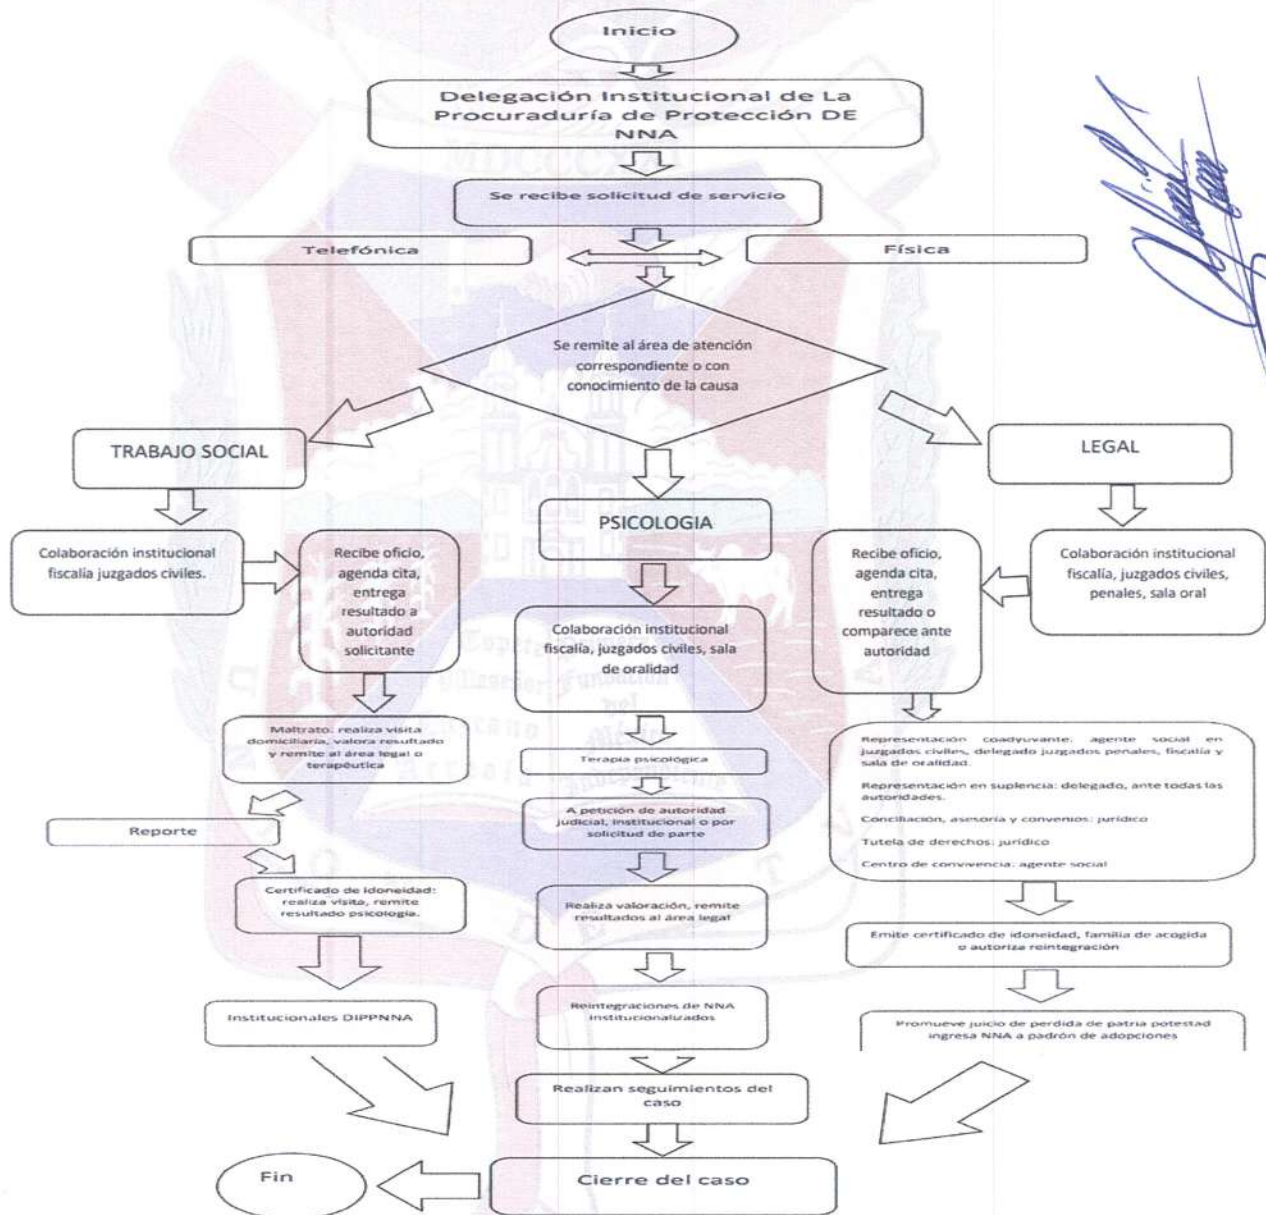 Inicio
Delegación Institucional de La
Procuraduría de Protección DE
NNA
Se recibe solicitud de servicio
Telefónica
Física
Se remite al área de atención
correspondiente o con
conocimiento de la causa
TRABAJO SOCIAL
Colaboración institucional
fiscalía juzgados civiles.
Recibe oficio,
agenda cita,
entrega
resultado a
autoridad
solicitante
Maltrato: realiza visita
domiciliaria, valora resultado
y remite al área legal o
terapéutica
Reporte
Certificado de idoneidad:
realiza visita, remite
resultado psicología.
Institucionales DIPPNNA
PSICOLOGIA
Colaboración institucional
fiscalía, juzgados civiles, sala
de oralidad
Terapia psicológica
A petición de autoridad
judicial, institucional o por
solicitud de parte
Realiza valoración, remite
resultados al área legal
Reintegraciones de NNA
institucionalizados
Realizan seguimientos del
caso
LEGAL
Colaboración institucional
fiscalía, juzgados civiles,
penales, sala oral
Recibe oficio,
agenda cita,
entrega
resultado o
comparece ante
autoridad
Representación coadyuvante: agente social en
juzgados civiles, delegado juzgados penales, fiscalía y
sala de oralidad.
Representación en suplencia: delegado, ante todas las
autoridades.
Conciliación, asesoría y convenios: jurídico
Tutela de derechos: jurídico
Centro de convivencia: agente social
Emite certificado de idoneidad, familia de acogida
o autoriza reintegración
Promueve juicio de perdida de patria potestad
ingresa NNA a padrón de adopciones
Cierre del caso
Fin